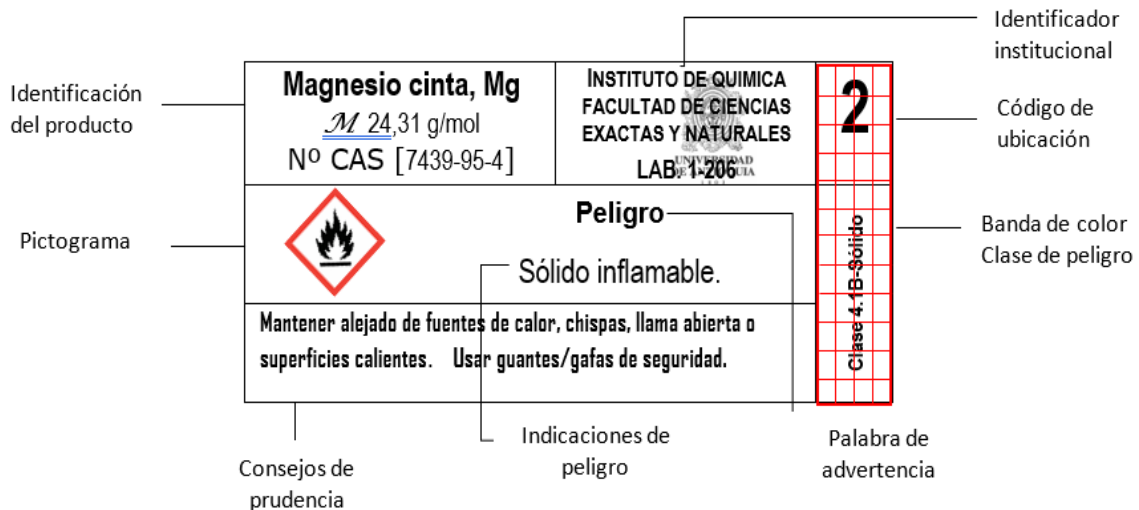 Identificador
institucional
Identificación
del producto
Magnesio cinta, Mg
ℳ 24,31 g/mol
Nº CAS [7439-95-4]
INSTITUTO DE QUIMICA
FACULTAD DE CIENCIAS
EXACTAS Y NATURALES
UNIVERSIDAD
DE ANTIOQUIA
LAB. 1-206
2
Código de
ubicación
Pictograma
Peligro
Sólido inflamable.
Clase 4.1B-Sólido
Banda de color
Clase de peligro
Mantener alejado de fuentes de calor, chispas, llama abierta o
superficies calientes. Usar guantes/gafas de seguridad.
Consejos de
prudencia
Indicaciones de
peligro
Palabra de
advertencia